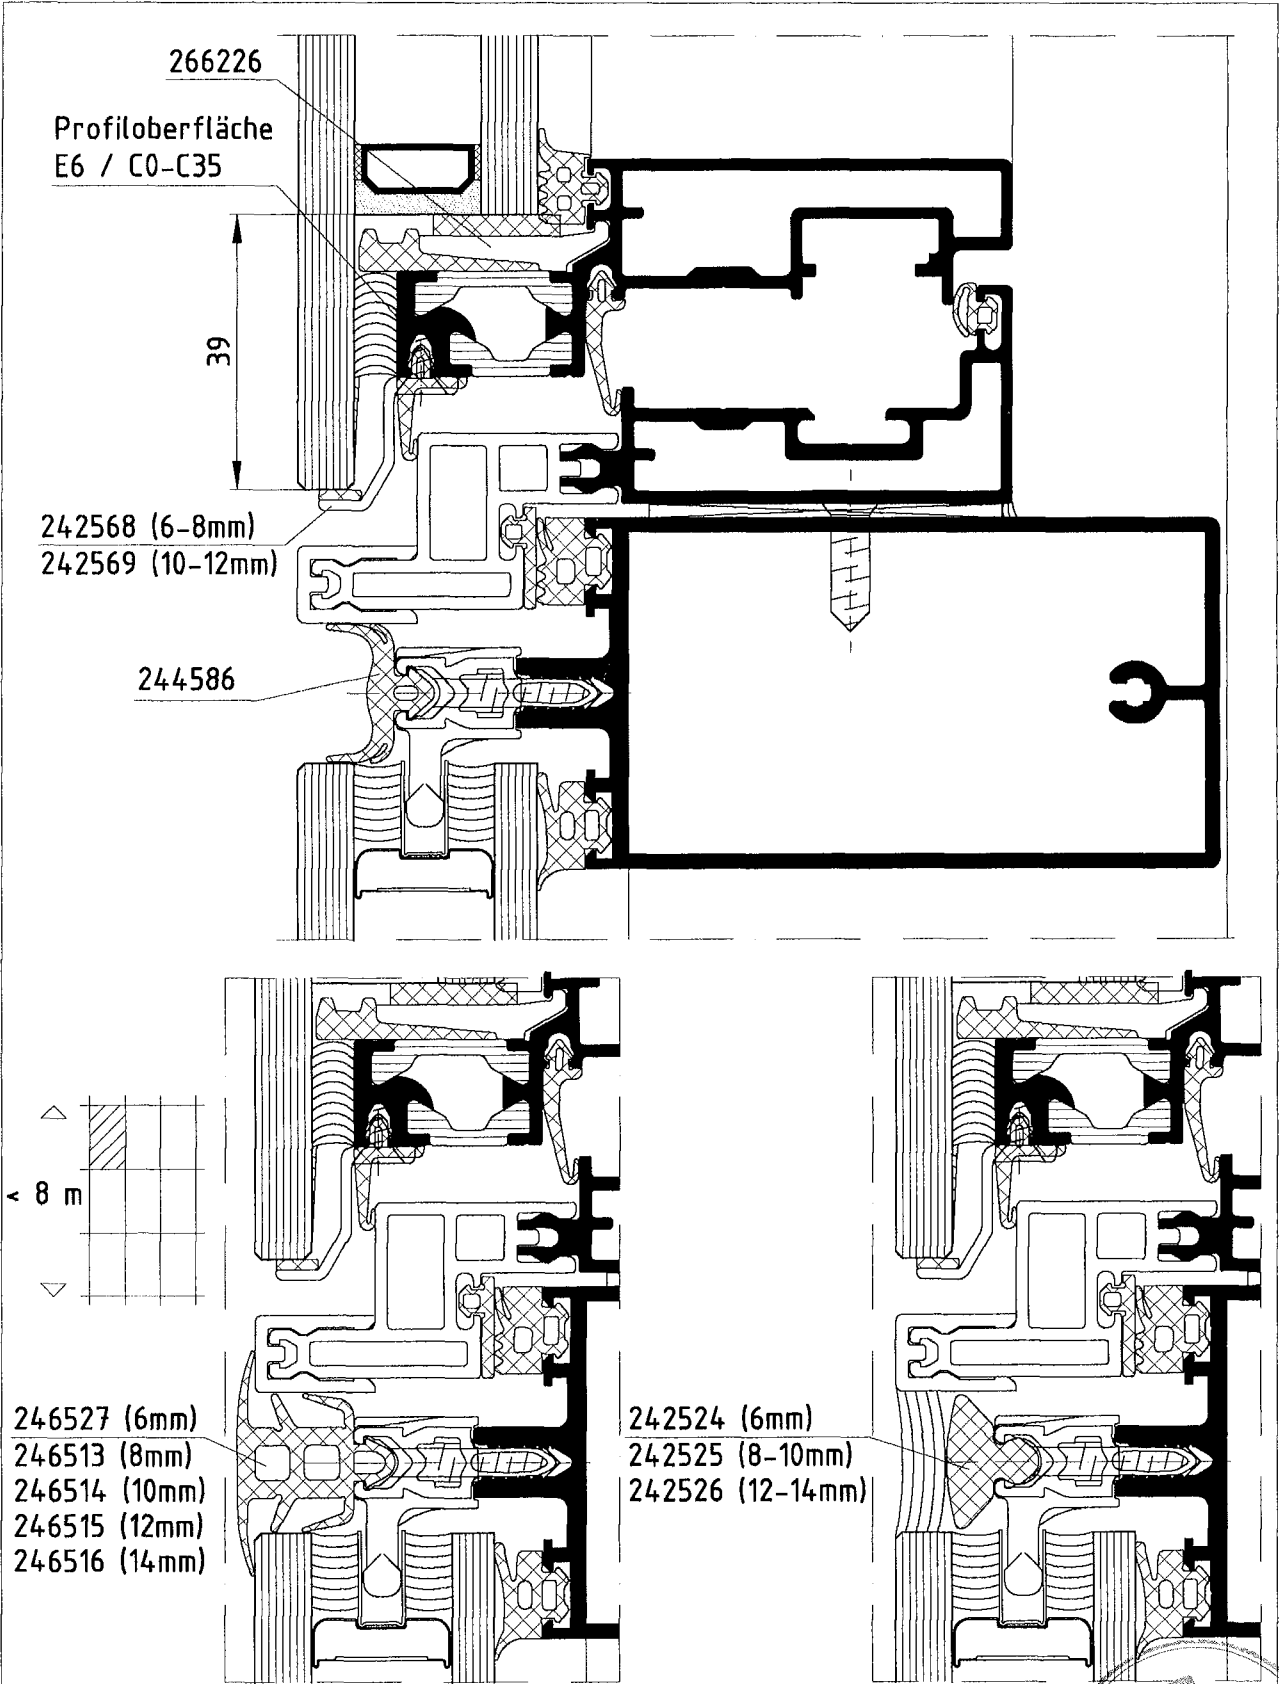 266226
Profiloberfläche
E6 / C0-C35
39
242568 (6-8mm)
242569 (10-12mm)
244586
< 8 m
246527 (6mm)
246513 (8mm)
246514 (10mm)
246515 (12mm)
246516 (14mm)
242524 (6mm)
242525 (8-10mm)
242526 (12-14mm)